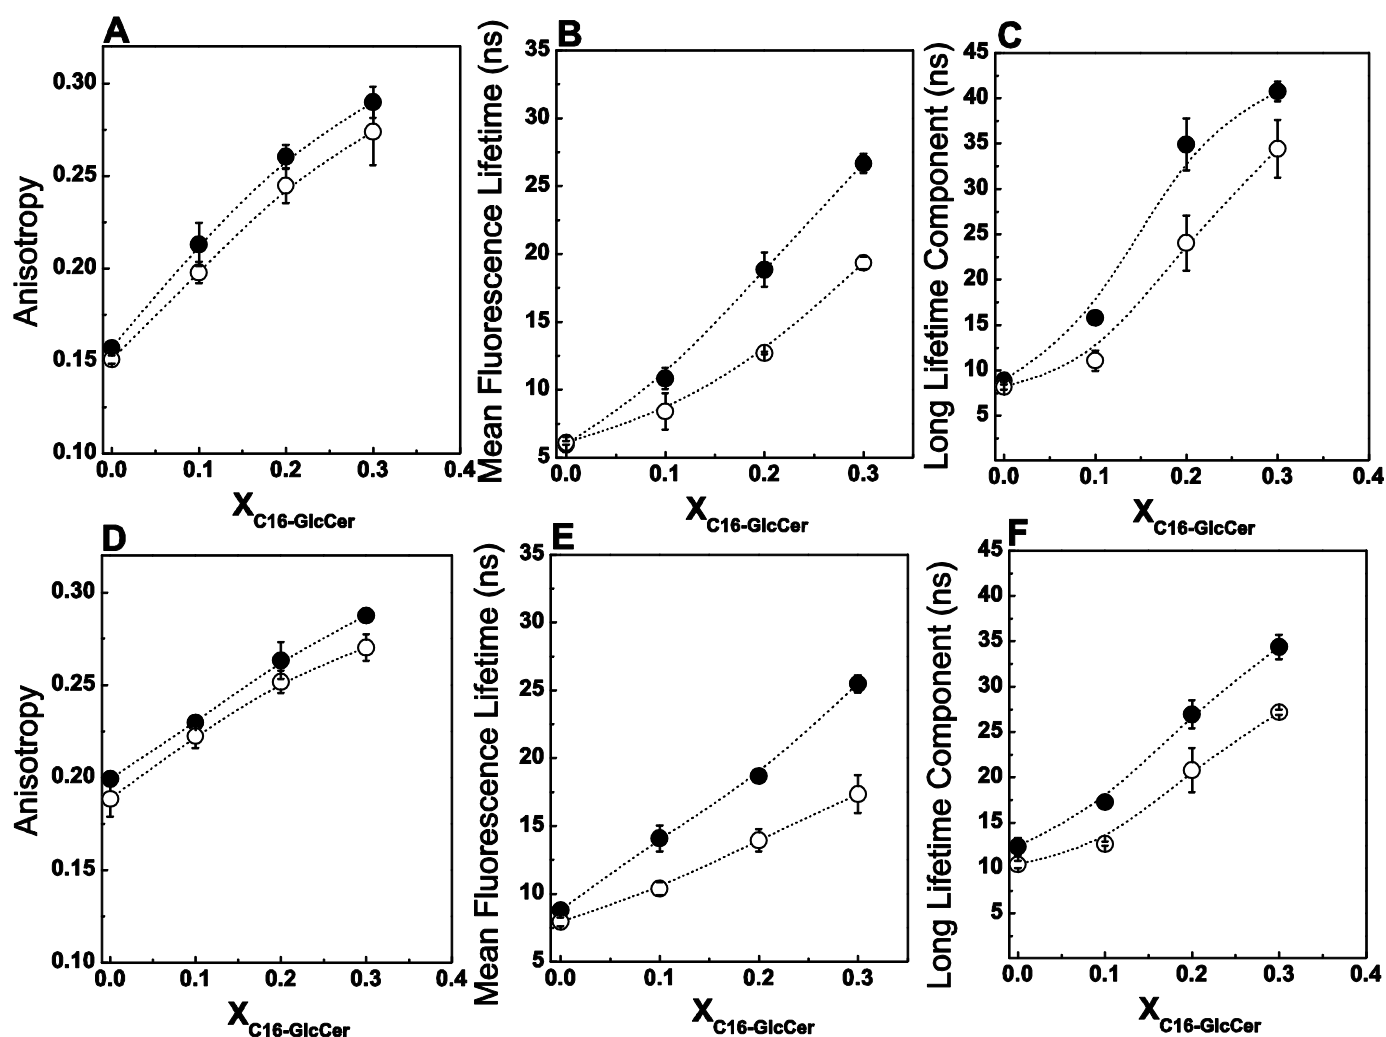 A
Anisotropy
0.30
0.25
0.20
0.15
0.10
0.0 0.1 0.2 0.3 0.4
XC16-GlcCer
B
Mean Fluorescence Lifetime (ns)
35
30
25
20
15
10
5
0.0 0.1 0.2 0.3
XC16-GlcCer
C
Long Lifetime Component (ns)
45
40
35
30
25
20
15
10
5
0.0 0.1 0.2 0.3 0.4
XC16-GlcCer
D
Anisotropy
0.30
0.25
0.20
0.15
0.10
0.0 0.1 0.2 0.3 0.4
XC16-GlcCer
E
Mean Fluorescence Lifetime (ns)
35
30
25
20
15
10
5
0.0 0.1 0.2 0.3
XC16-GlcCer
F
Long Lifetime Component (ns)
45
40
35
30
25
20
15
10
5
0.0 0.1 0.2 0.3 0.4
XC16-GlcCer